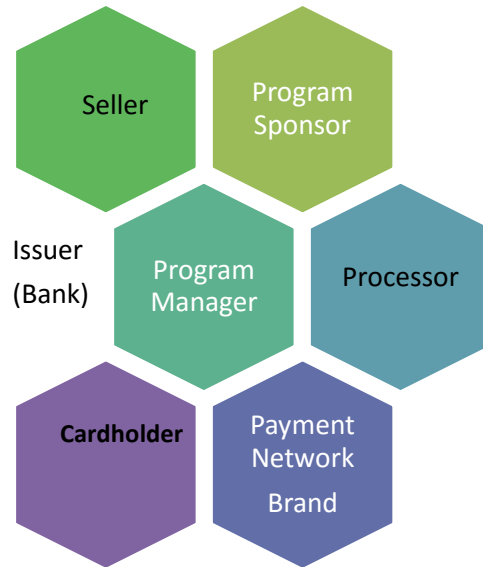 Seller
Program
Sponsor
Issuer
(Bank)
Program
Manager
Processor
Cardholder
Payment
Network
Brand